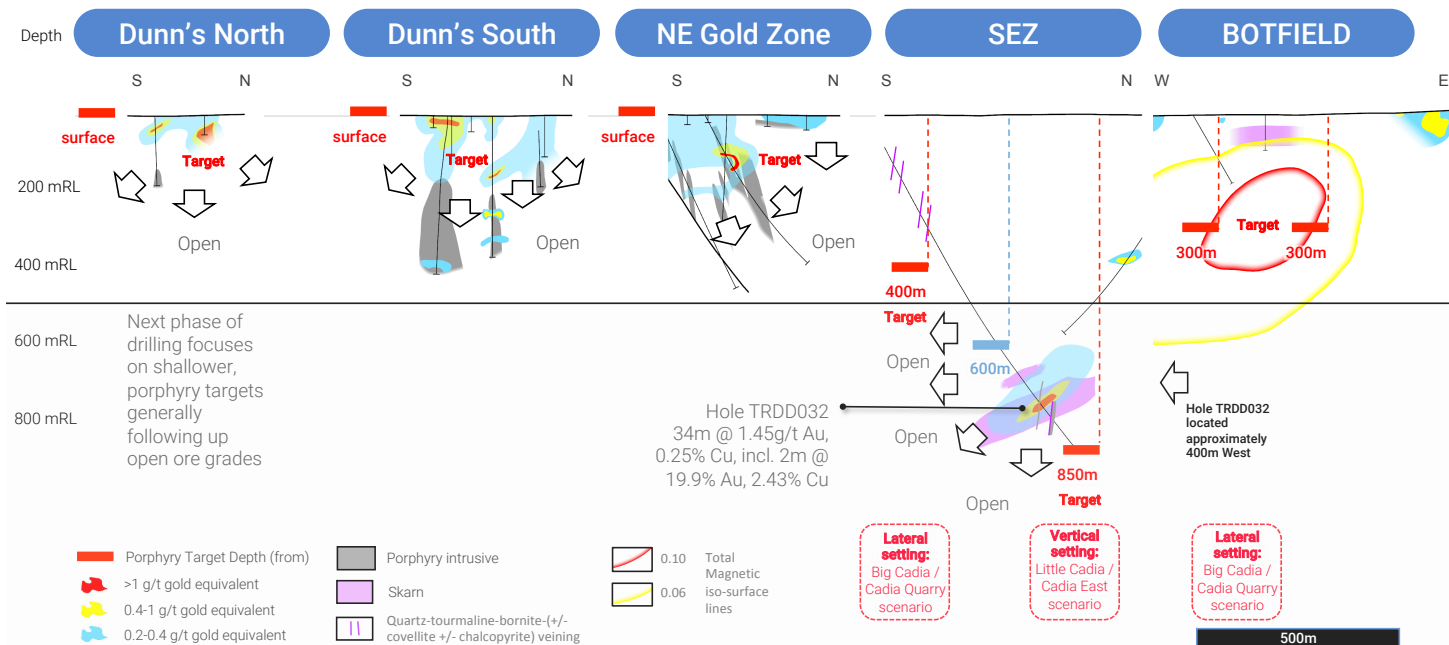 Depth
Dunn's North
Dunn's South
NE Gold Zone
SEZ
BOTFIELD
S
N
S
N
S
N
S
N
W
E
surface
Target
surface
Target
surface
Target
200 mRL
Open
Open
Open
400 mRL
400m
Target
300m
Target
300m
600 mRL
Next phase of
drilling focuses
on shallower,
porphyry targets
generally
following up
open ore grades
800 mRL
Open
600m
Hole TRDD032
34m @ 1.45g/t Au,
0.25% Cu, incl. 2m @
19.9% Au, 2.43% Cu
Open
Open
850m
Target
Hole TRDD032
located
approximately
400m West
Lateral
setting:
Big Cadia /
Cadia Quarry
scenario
Vertical
setting:
Little Cadia /
Cadia East
scenario
Lateral
setting:
Big Cadia /
Cadia Quarry
scenario
Porphyry Target Depth (from)
>1 g/t gold equivalent
0.4-1 g/t gold equivalent
0.2-0.4 g/t gold equivalent
Porphyry intrusive
Skarn
Quartz-tourmaline-bornite-(+/-
covellite +/- chalcopyrite) veining
0.10
0.06
Total
Magnetic
iso-surface
lines
500m